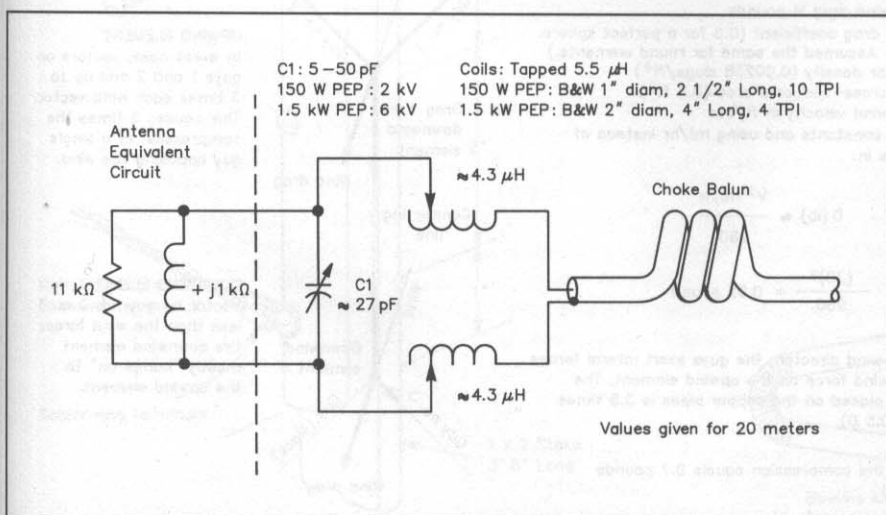 C1: 5–50 pF
150 W PEP : 2 kV
1.5 kW PEP: 6 kV
Coils: Tapped 5.5 μH
150 W PEP: B&W 1" diam, 2 1/2" Long, 10 TPI
1.5 kW PEP: B&W 2" diam, 4" Long, 4 TPI
Antenna
Equivalent
Circuit
≈4.3 μH
Choke Balun
11 kΩ
+j1kΩ
C1
≈ 27 pF
≈4.3 μH
Values given for 20 meters